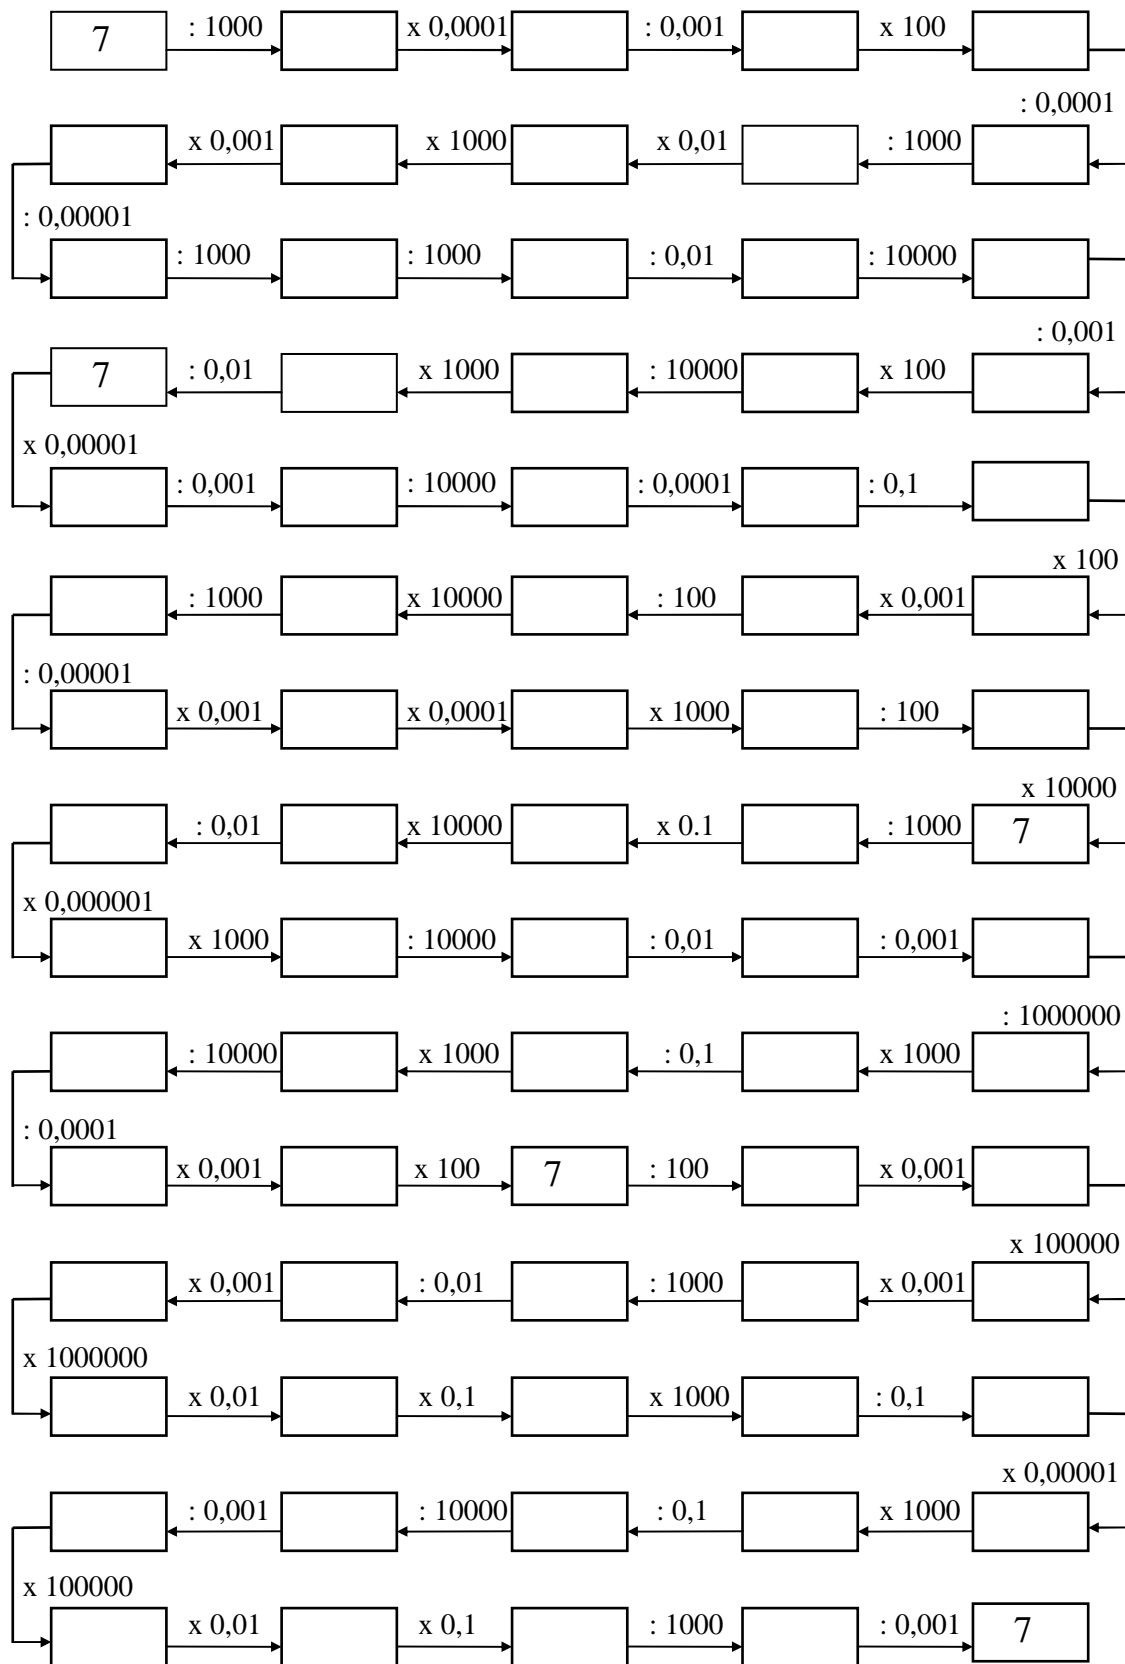 7 : 1000 x 0,0001 : 0,001 x 100
: 0,0001
x 0,001 x 1000 x 0,01 : 1000
: 0,00001
: 1000 : 1000 : 0,01 : 10000
: 0,001
7 : 0,01 x 1000 : 10000 x 100
x 0,00001
: 0,001 : 10000 : 0,0001 : 0,1
x 100
: 1000 x 10000 : 100 x 0,001
: 0,00001
x 0,001 x 0,0001 x 1000 : 100
x 10000
: 0,01 x 10000 x 0.1 : 1000 7
x 0,000001
x 1000 : 10000 : 0,01 : 0,001
: 1000000
: 10000 x 1000 : 0,1 x 1000
: 0,0001
x 0,001 x 100 7 : 100 x 0,001
x 100000
x 0,001 : 0,01 : 1000 x 0,001
x 1000000
x 0,01 x 0,1 x 1000 : 0,1
x 0,00001
: 0,001 : 10000 : 0,1 x 1000
x 100000
x 0,01 x 0,1 : 1000 : 0,001 7